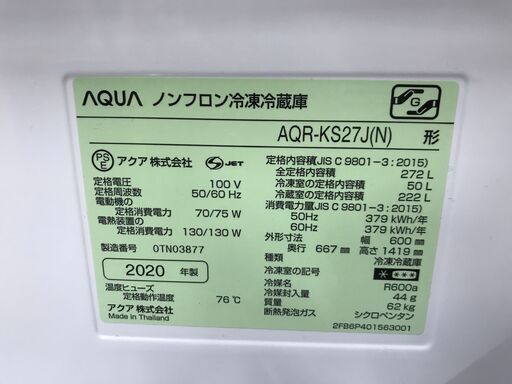 AQUA ノンフロン冷凍冷蔵庫
G
AQR-KS27J(N) 形
PS
E
アクア株式会社 S JET
定格電圧 100 V
定格周波数 50/60 Hz
電動機の
定格消費電力 70/75 W
電熱装置の
定格消費電力 130/130 W
製造番号 0TN03877
2020 年製
温度ヒューズ
定格動作温度 76℃
アクア株式会社
Made in Thailand
定格内容積(JIS C 9801-3:2015)
全定格内容積 272 L
冷凍室の定格内容積 50 L
冷蔵室の定格内容積 222 L
消費電力量(JIS C 9801-3:2015)
50Hz 379 kWh/年
60Hz 379 kWh/年
外形寸法 幅 600 mm
奥行 667 mm 高さ 1419 mm
種類 冷凍冷蔵庫
冷凍室の記号
冷媒名 R600a
冷媒封入量 44 g
質量 62 kg
断熱発泡ガス シクロペンタン
2FB6P401563001